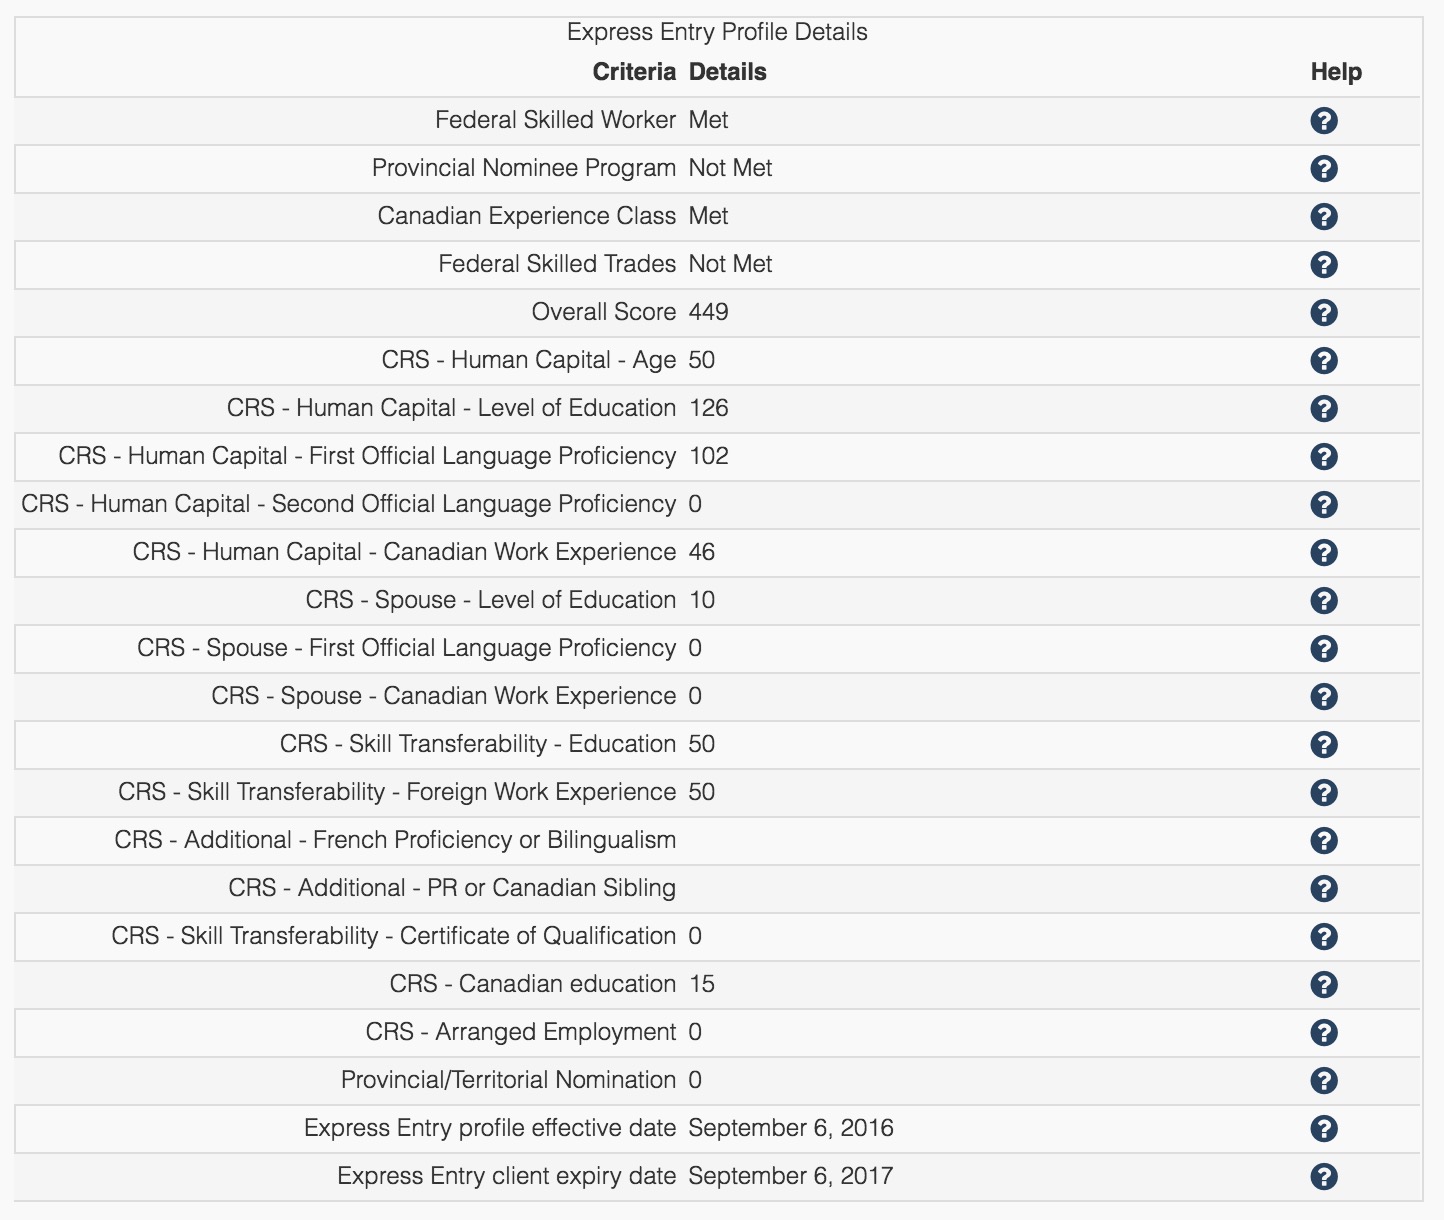 Express Entry Profile Details
Criteria Details Help
Federal Skilled Worker Met ?
Provincial Nominee Program Not Met ?
Canadian Experience Class Met ?
Federal Skilled Trades Not Met ?
Overall Score 449 ?
CRS - Human Capital - Age 50 ?
CRS - Human Capital - Level of Education 126 ?
CRS - Human Capital - First Official Language Proficiency 102 ?
CRS - Human Capital - Second Official Language Proficiency 0 ?
CRS - Human Capital - Canadian Work Experience 46 ?
CRS - Spouse - Level of Education 10 ?
CRS - Spouse - First Official Language Proficiency 0 ?
CRS - Spouse - Canadian Work Experience 0 ?
CRS - Skill Transferability - Education 50 ?
CRS - Skill Transferability - Foreign Work Experience 50 ?
CRS - Additional - French Proficiency or Bilingualism ?
CRS - Additional - PR or Canadian Sibling ?
CRS - Skill Transferability - Certificate of Qualification 0 ?
CRS - Canadian education 15 ?
CRS - Arranged Employment 0 ?
Provincial/Territorial Nomination 0 ?
Express Entry profile effective date September 6, 2016 ?
Express Entry client expiry date September 6, 2017 ?